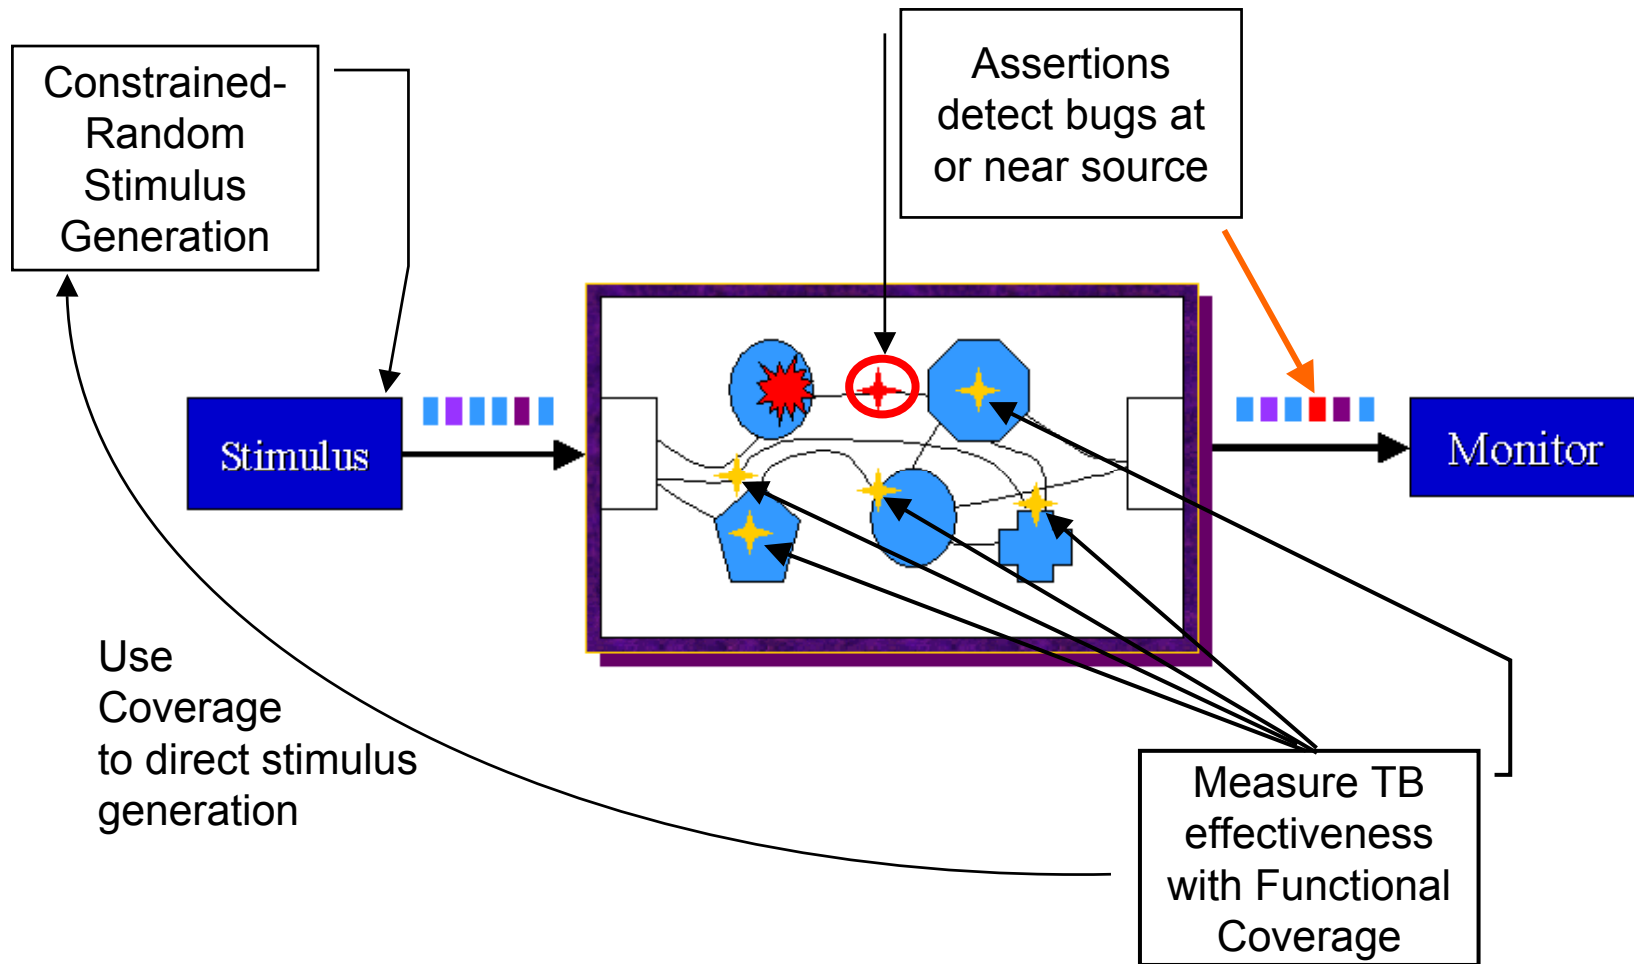 Constrained-
Random
Stimulus
Generation
Assertions
detect bugs at
or near source
Stimulus
Monitor
Use
Coverage
to direct stimulus
generation
Measure TB
effectiveness
with Functional
Coverage